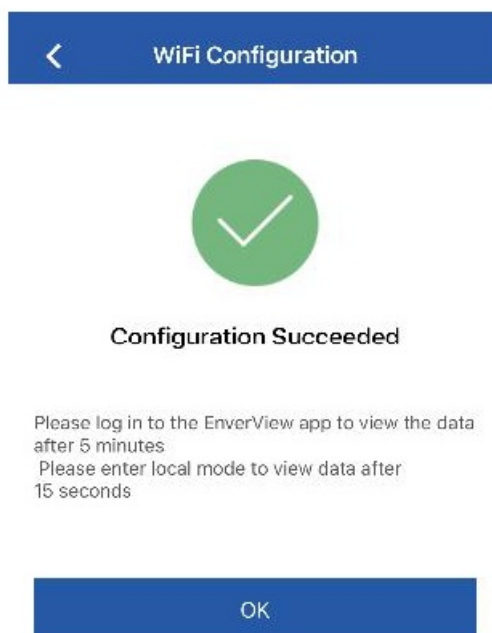 WiFi Configuration
Configuration Succeeded
Please log in to the EnverView app to view the data
after 5 minutes
Please enter local mode to view data after
15 seconds
OK